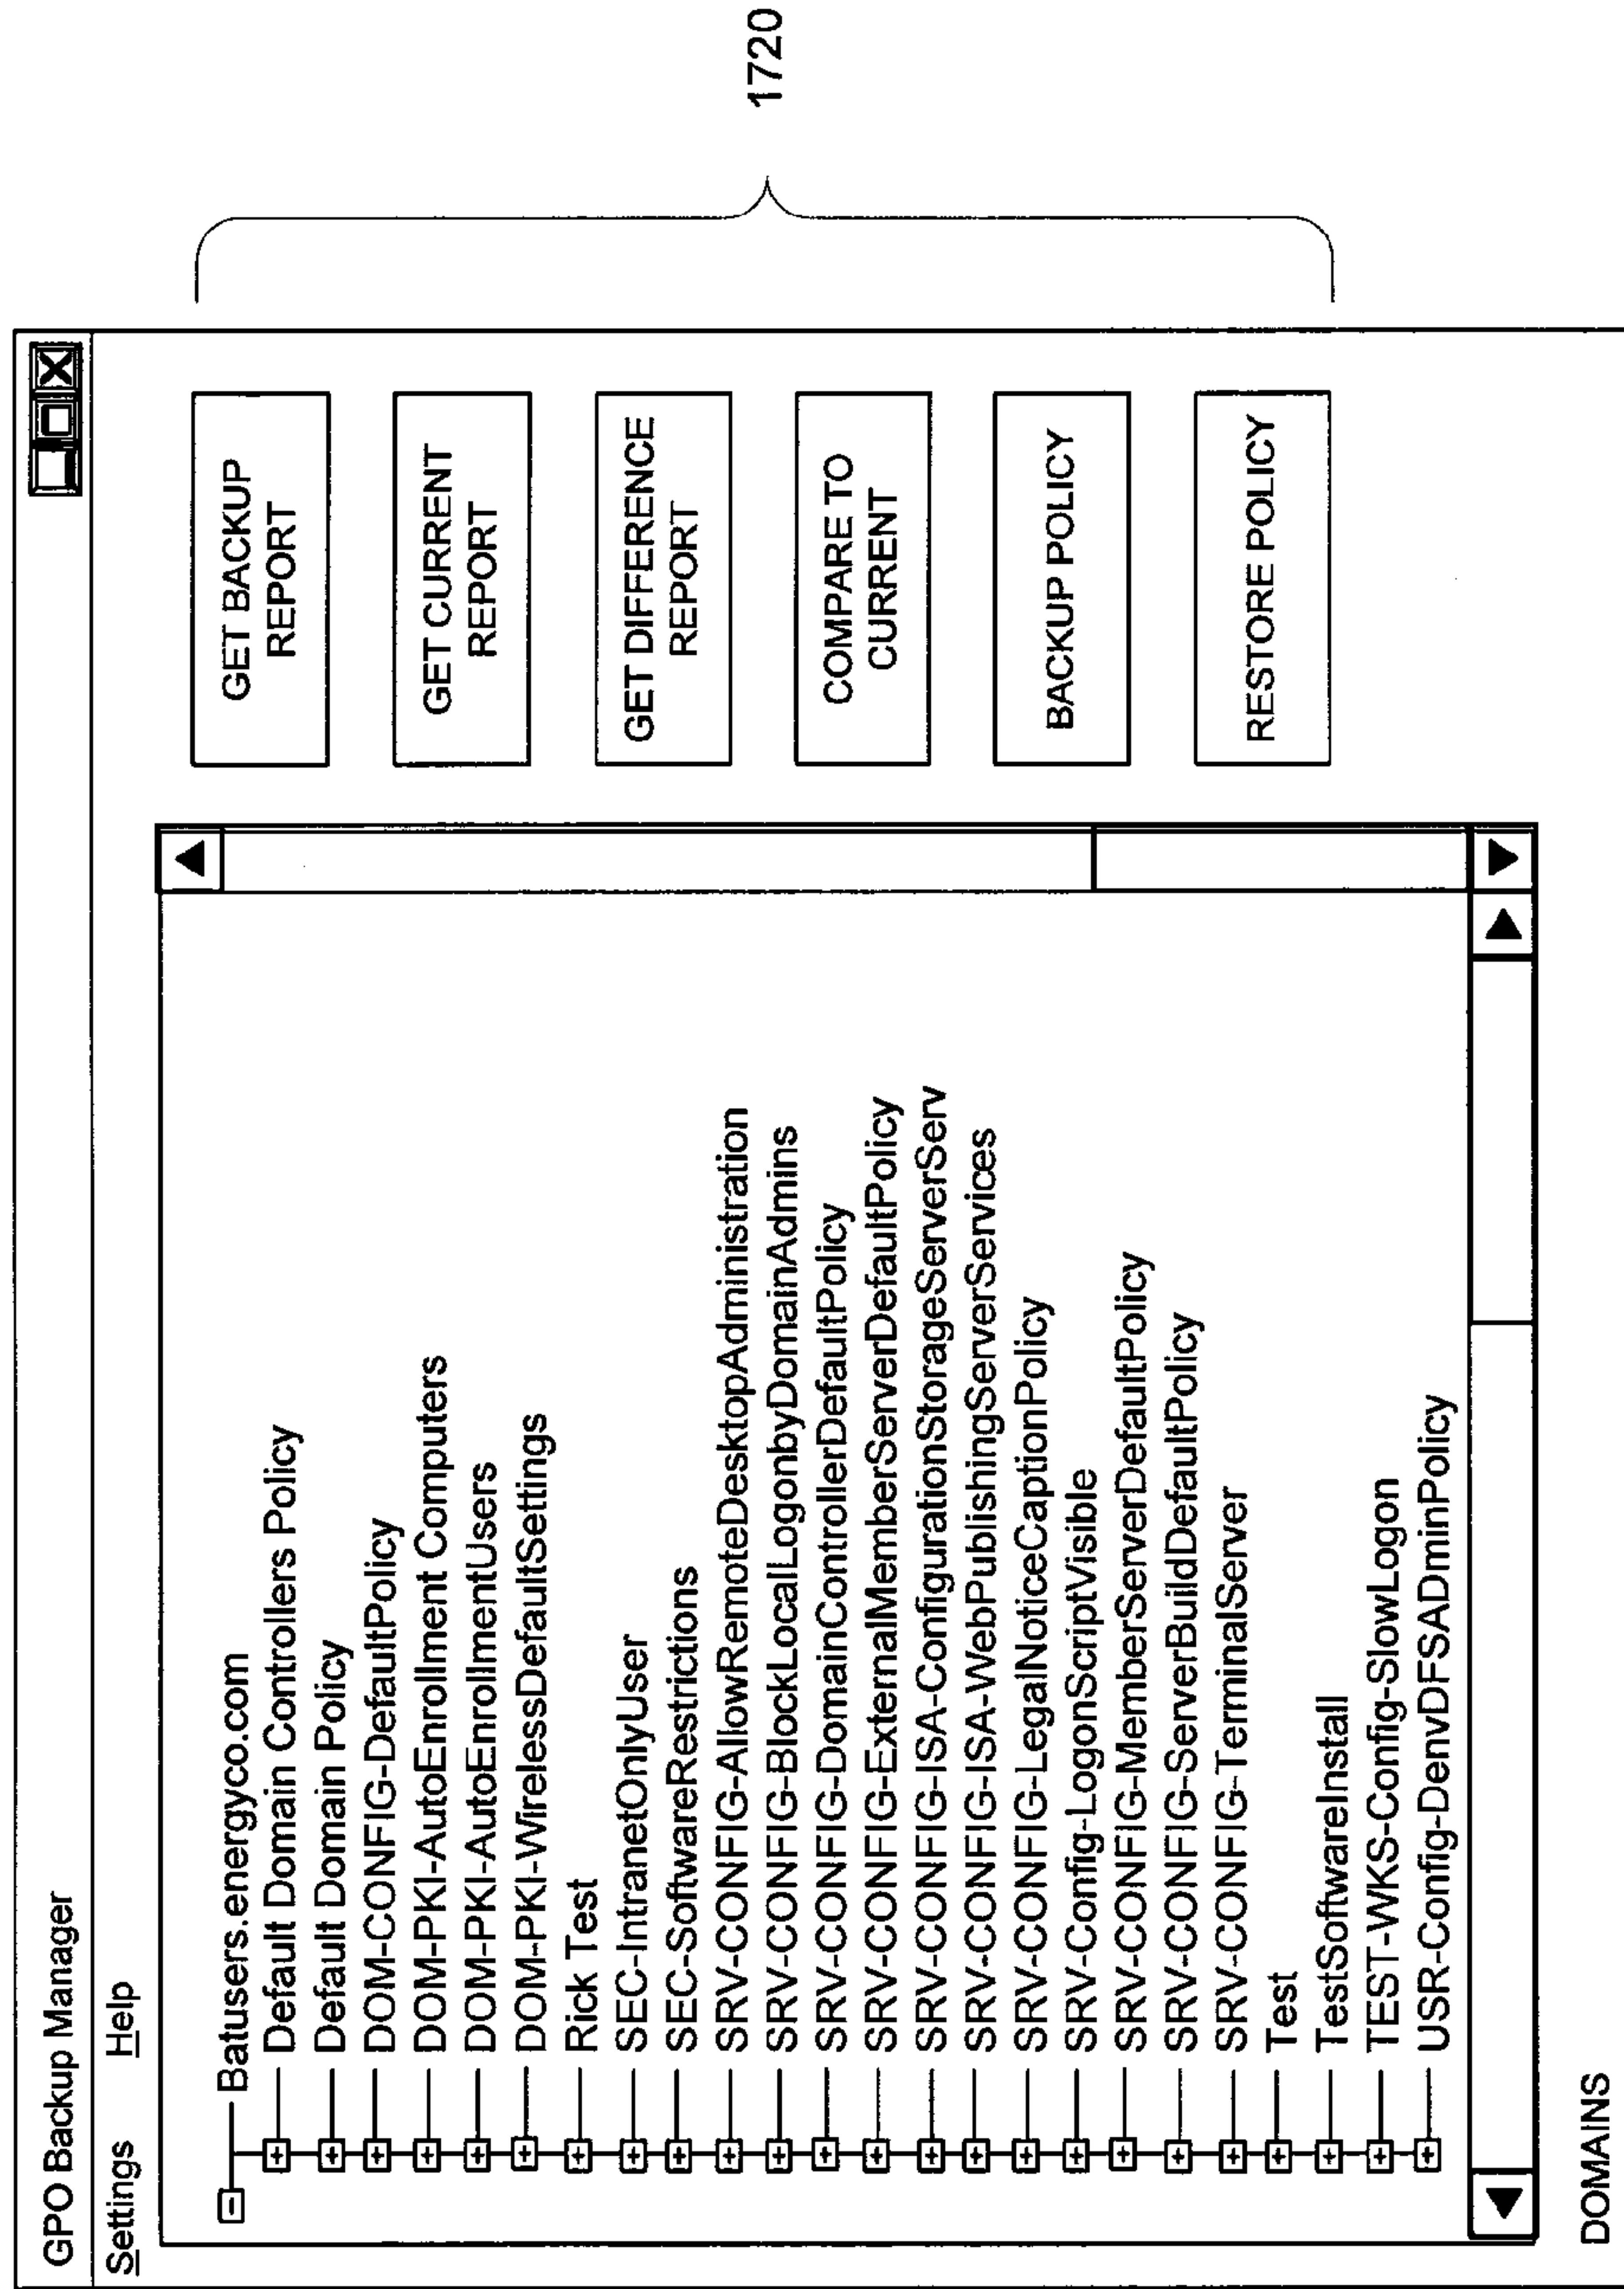 GPO Backup Manager
Settings Help
Batusers.energyco.com
Default Domain Controllers Policy
Default Domain Policy
DOM-CONFIG-DefaultPolicy
DOM-PKI-AutoEnrollment Computers
DOM-PKI-AutoEnrollmentUsers
DOM-PKI-WirelessDefaultSettings
Rick Test
SEC-IntranetOnlyUser
SEC-SoftwareRestrictions
SRV-CONFIG-AllowRemoteDesktopAdministration
SRV-CONFIG-BlockLocalLogonbyDomainAdmins
SRV-CONFIG-DomainControllerDefaultPolicy
SRV-CONFIG-ExternalMemberServerDefaultPolicy
SRV-CONFIG-ISA-ConfigurationStorageServerServ
SRV-CONFIG-ISA-WebPublishingServerServices
SRV-CONFIG-LegalNoticeCaptionPolicy
SRV-Config-LogonScriptVisible
SRV-CONFIG-MemberServerDefaultPolicy
SRV-CONFIG-ServerBuildDefaultPolicy
SRV-CONFIG-TerminalServer
Test
TestSoftwareInstall
TEST-WKS-Config-SlowLogon
USR-Config-DenvDFSADminPolicy
GET BACKUP
REPORT
GET CURRENT
REPORT
GET DIFFERENCE
REPORT
COMPARE TO
CURRENT
BACKUP POLICY
RESTORE POLICY
1720
DOMAINS